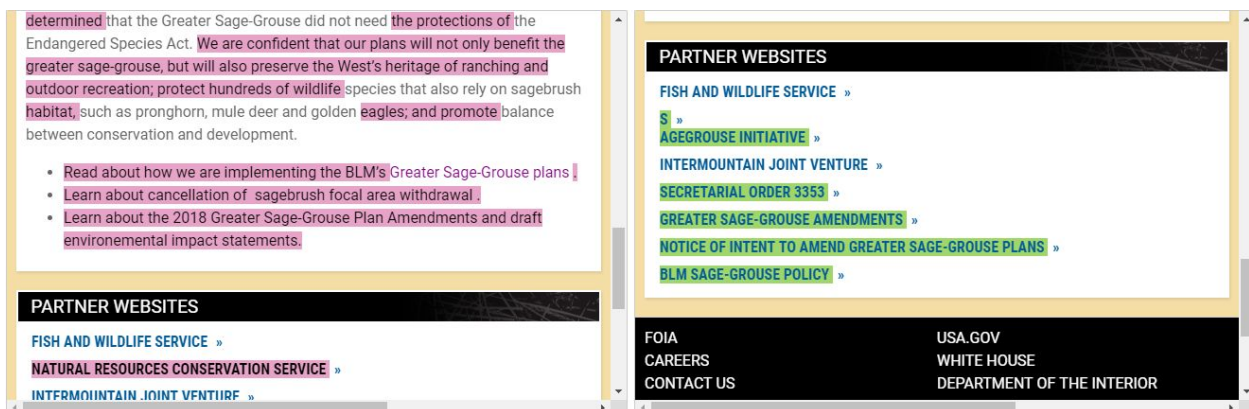 determined that the Greater Sage-Grouse did not need the protections of the
Endangered Species Act. We are confident that our plans will not only benefit the
greater sage-grouse, but will also preserve the West's heritage of ranching and
outdoor recreation; protect hundreds of wildlife species that also rely on sagebrush
habitat, such as pronghorn, mule deer and golden eagles; and promote balance
between conservation and development.
• Read about how we are implementing the BLM's Greater Sage-Grouse plans .
• Learn about cancellation of  sagebrush focal area withdrawal .
• Learn about the 2018 Greater Sage-Grouse Plan Amendments and draft
environemental impact statements.
PARTNER WEBSITES
FISH AND WILDLIFE SERVICE »
NATURAL RESOURCES CONSERVATION SERVICE »
INTERMOUNTAIN JOINT VENTURE »
PARTNER WEBSITES
FISH AND WILDLIFE SERVICE »
S »
AGEGROUSE INITIATIVE »
INTERMOUNTAIN JOINT VENTURE »
SECRETARIAL ORDER 3353 »
GREATER SAGE-GROUSE AMENDMENTS »
NOTICE OF INTENT TO AMEND GREATER SAGE-GROUSE PLANS »
BLM SAGE-GROUSE POLICY »
FOIA
CAREERS
CONTACT US
USA.GOV
WHITE HOUSE
DEPARTMENT OF THE INTERIOR